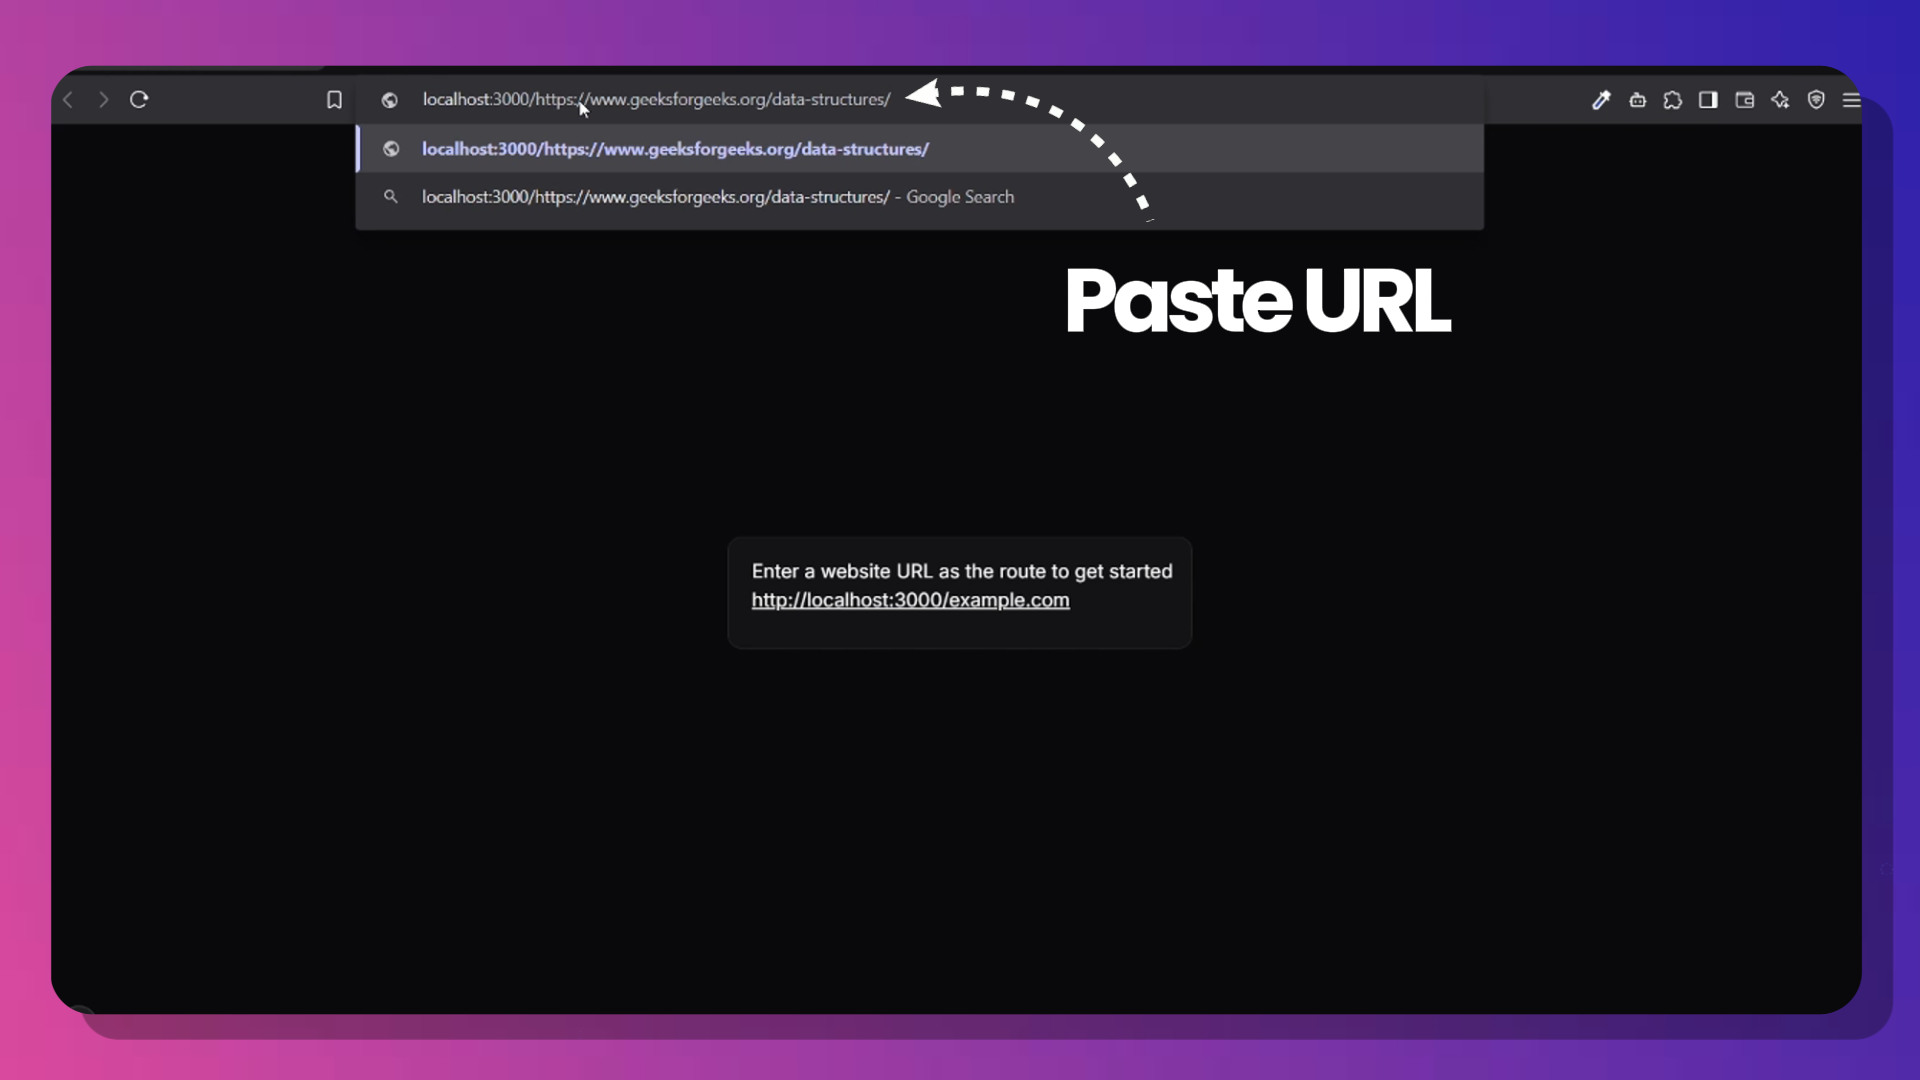 localhost:3000/https://www.geeksforgeeks.org/data-structures/
localhost:3000/https://www.geeksforgeeks.org/data-structures/
localhost:3000/https://www.geeksforgeeks.org/data-structures/ - Google Search
Paste URL
Enter a website URL as the route to get started
http://localhost:3000/example.com